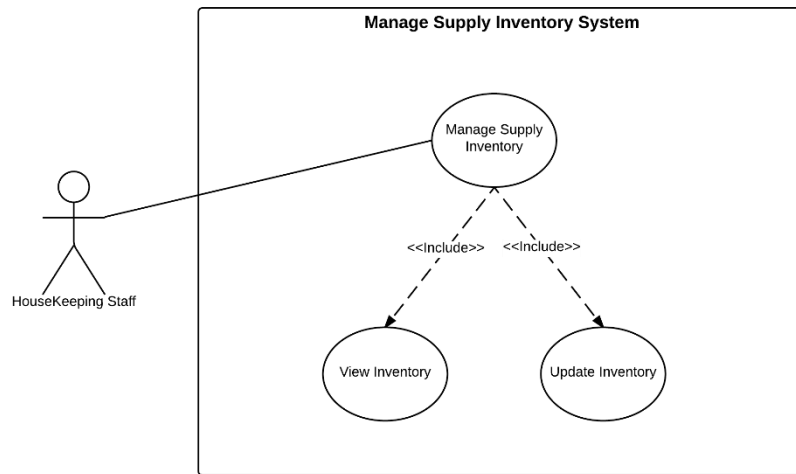 Manage Supply Inventory System
Manage Supply
Inventory
<<Include>>
<<Include>>
HouseKeeping Staff
View Inventory
Update Inventory